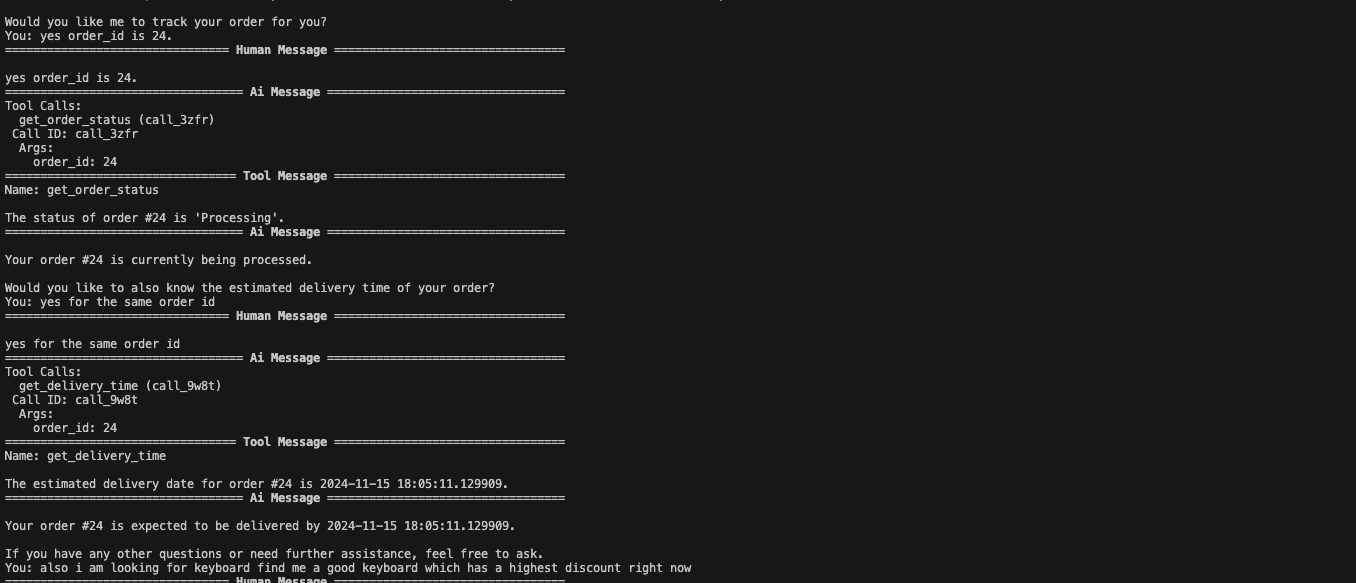 Would you like me to track your order for you?
You: yes order_id is 24.
================================ Human Message =================================
yes order_id is 24.
================================== Ai Message ==================================
Tool Calls:
get_order_status (call_3zfr)
Call ID: call_3zfr
Args:
order_id: 24
================================= Tool Message =================================
Name: get_order_status
The status of order #24 is 'Processing'.
================================== Ai Message ==================================
Your order #24 is currently being processed.
Would you like to also know the estimated delivery time of your order?
You: yes for the same order id
================================ Human Message =================================
yes for the same order id
================================== Ai Message ==================================
Tool Calls:
get_delivery_time (call_9w8t)
Call ID: call_9w8t
Args:
order_id: 24
================================= Tool Message =================================
Name: get_delivery_time
The estimated delivery date for order #24 is 2024-11-15 18:05:11.129909.
================================== Ai Message ==================================
Your order #24 is expected to be delivered by 2024-11-15 18:05:11.129909.
If you have any other questions or need further assistance, feel free to ask.
You: also i am looking for keyboard find me a good keyboard which has a highest discount right now
================================ Human Message =================================